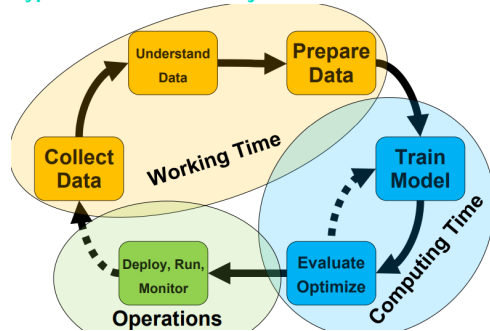 Understand
Data
Prepare
Data
Collect
Data
Working Time
Train
Model
Evaluate
Optimize
Computing Time
Deploy, Run,
Monitor
Operations